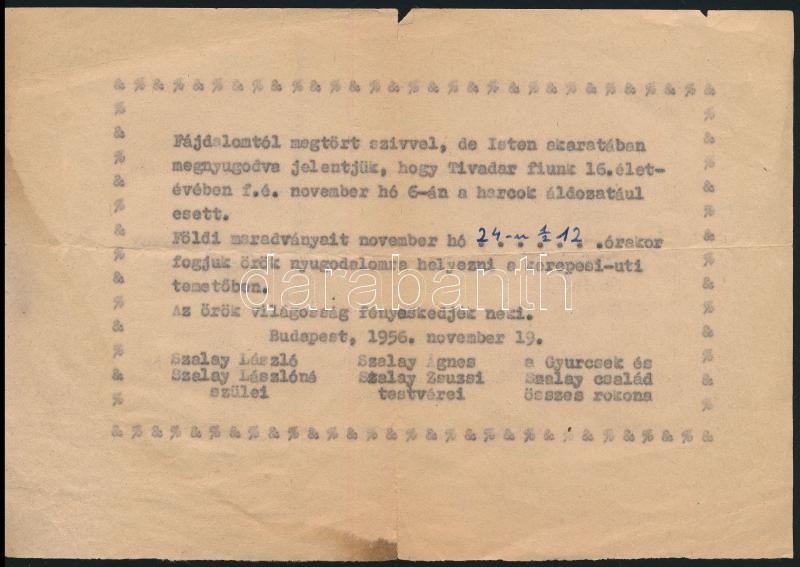 Fájdalomtól megtört szivvel, de Isten akaratában
megnyugodva jelentjük, hogy Tivadar fiunk 16.élet-
évében f.é. november hó 6-án a harcok áldozatául
esett.
Földi maradványait november hó 24-n ½ 12 .órakor
fogjuk örök nyugodalomra helyezni a kerepesi-uti
temetőben.
darabanth
Az örök világosság fényeskedjék neki.
Budapest, 1956. november 19.
Szalay László Szalay Ágnes a Gyurcsek és
Szalay Lászlóné Szalay Zsuzsi Szalay család
szülei testvérei összes rokona